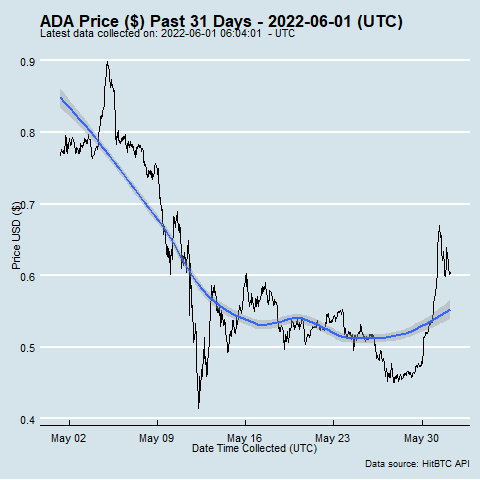 ADA Price ($) Past 31 Days - 2022-06-01 (UTC)
Latest data collected on: 2022-06-01 06:04:01  - UTC
0.9
0.8
0.7
0.6
0.5
0.4
Price USD ($)
May 02 May 09 May 16 May 23 May 30
Date Time Collected (UTC)
Data source: HitBTC API